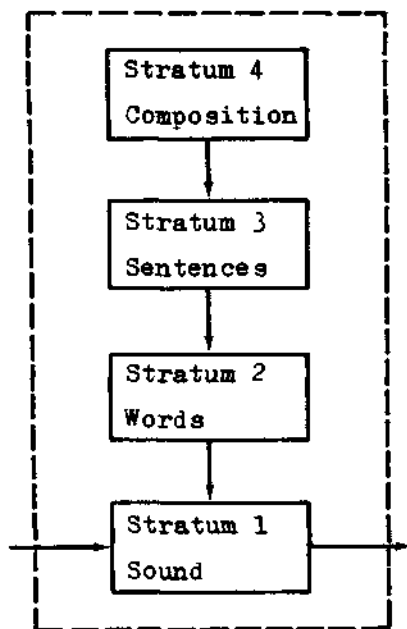 Stratum 4
Composition
Stratum 3
Sentences
Stratum 2
Words
Stratum 1
Sound